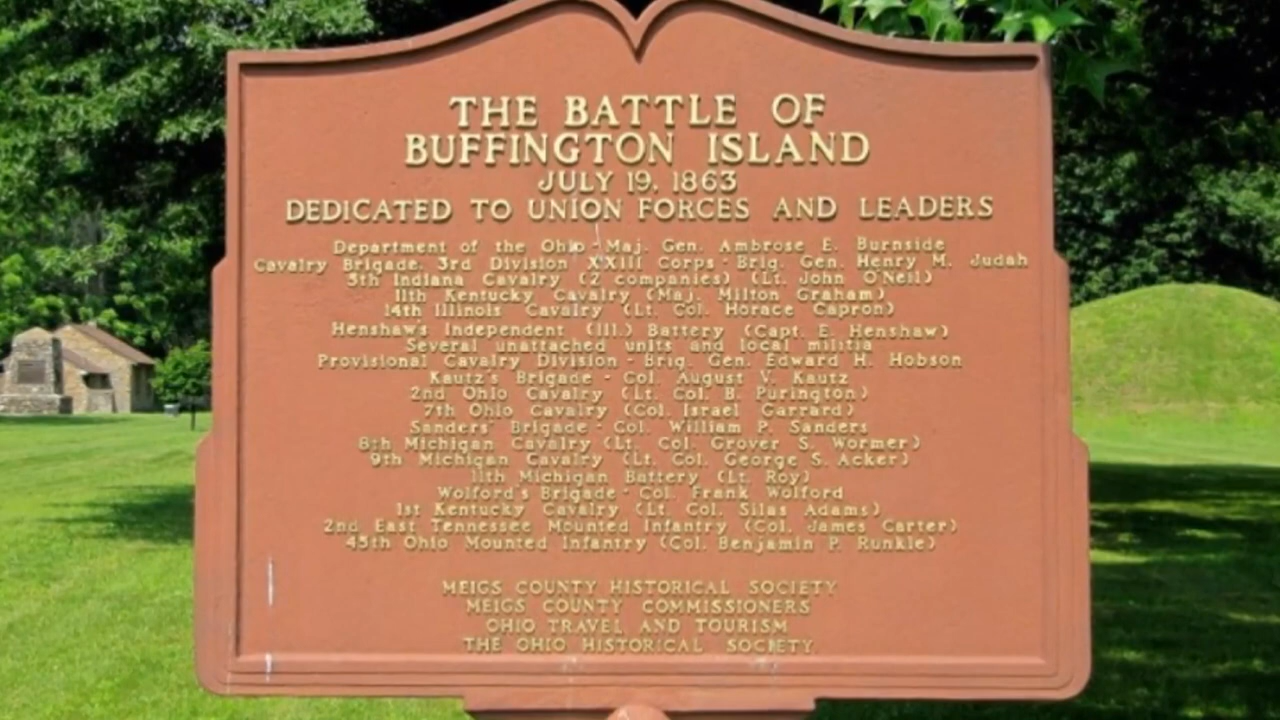 THE BATTLE OF
BUFFINGTON ISLAND
JULY 19, 1863
DEDICATED TO UNION FORCES AND LEADERS
Department of the Ohio - Maj. Gen. Ambrose E. Burnside
Cavalry Brigade, 3rd Division XXIII Corps - Brig. Gen. Henry M. Judah
5th Indiana Cavalry (2 companies) (Lt. John O'Neil)
11th Kentucky Cavalry (Maj. Milton Graham)
14th Illinois Cavalry (Lt. Col. Horace Capron)
Henshaw's Independent (Ill.) Battery (Capt. E. Henshaw)
Several unattached units and local militia
Provisional Cavalry Division - Brig. Gen. Edward H. Hobson
Kautz's Brigade - Col. August V. Kautz
2nd Ohio Cavalry (Lt. Col. B. Purington)
7th Ohio Cavalry (Col. Israel Garrard)
Sanders' Brigade - Col. William P. Sanders
8th Michigan Cavalry (Lt. Col. Grover S. Wormer)
9th Michigan Cavalry (Lt. Col. George S. Acker)
11th Michigan Battery (Lt. Roy)
Wolford's Brigade - Col. Frank Wolford
1st Kentucky Cavalry (Lt. Col. Silas Adams)
2nd East Tennessee Mounted Infantry (Col. James Carter)
45th Ohio Mounted Infantry (Col. Benjamin P. Runkle)
MEIGS COUNTY HISTORICAL SOCIETY
MEIGS COUNTY COMMISSIONERS
OHIO TRAVEL AND TOURISM
THE OHIO HISTORICAL SOCIETY